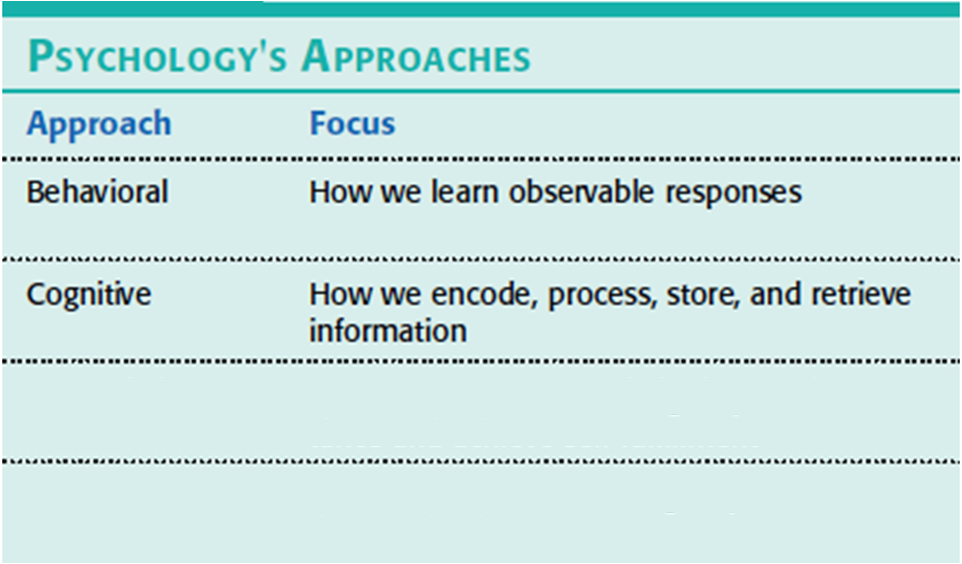 PSYCHOLOGY'S APPROACHES
Approach Focus
Behavioral How we learn observable responses
Cognitive How we encode, process, store, and retrieve
information